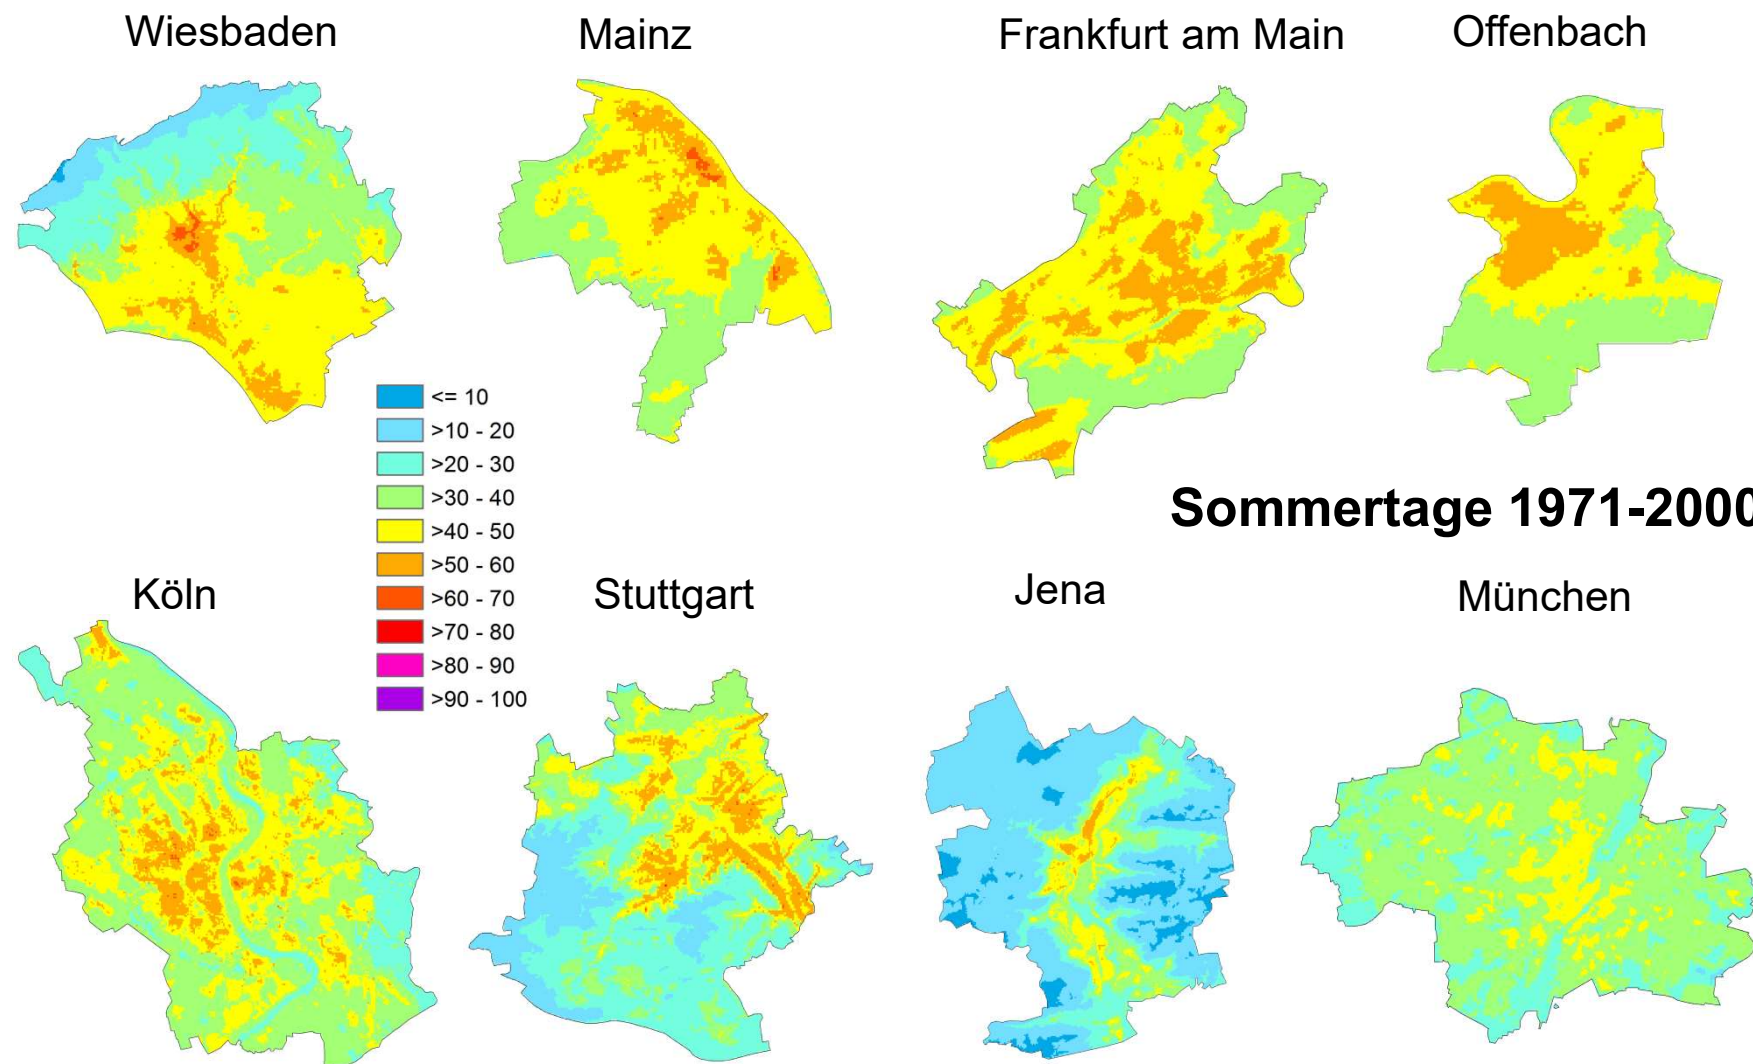 Wiesbaden
Mainz
Frankfurt am Main
Offenbach
<= 10
>10 - 20
>20 - 30
>30 - 40
>40 - 50
>50 - 60
>60 - 70
>70 - 80
>80 - 90
>90 - 100
Sommertage 1971-2000
Köln
Stuttgart
Jena
München